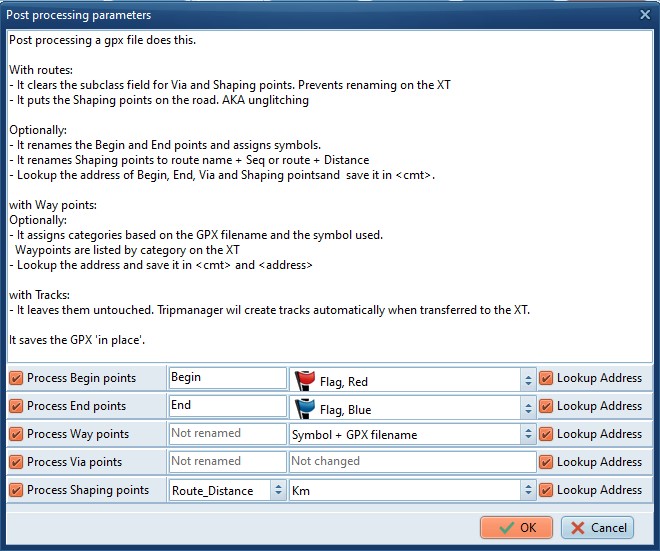 Post processing parameters
Post processing a gpx file does this.
With routes:
- It clears the subclass field for Via and Shaping points. Prevents renaming on the XT
- It puts the Shaping points on the road. AKA unglitching
Optionally:
- It renames the Begin and End points and assigns symbols.
- It renames Shaping points to route name + Seq or route + Distance
- Lookup the address of Begin, End, Via and Shaping pointsand  save it in <cmt>.
with Way points:
Optionally:
- It assigns categories based on the GPX filename and the symbol used.
Waypoints are listed by category on the XT
- Lookup the address and save it in <cmt> and <address>
with Tracks:
- It leaves them untouched. Tripmanager wil create tracks automatically when transferred to the XT.
It saves the GPX 'in place'.
Process Begin points Begin Flag, Red Lookup Address
Process End points End Flag, Blue Lookup Address
Process Way points Not renamed Symbol + GPX filename Lookup Address
Process Via points Not renamed Not changed Lookup Address
Process Shaping points Route_Distance Km Lookup Address
OK Cancel